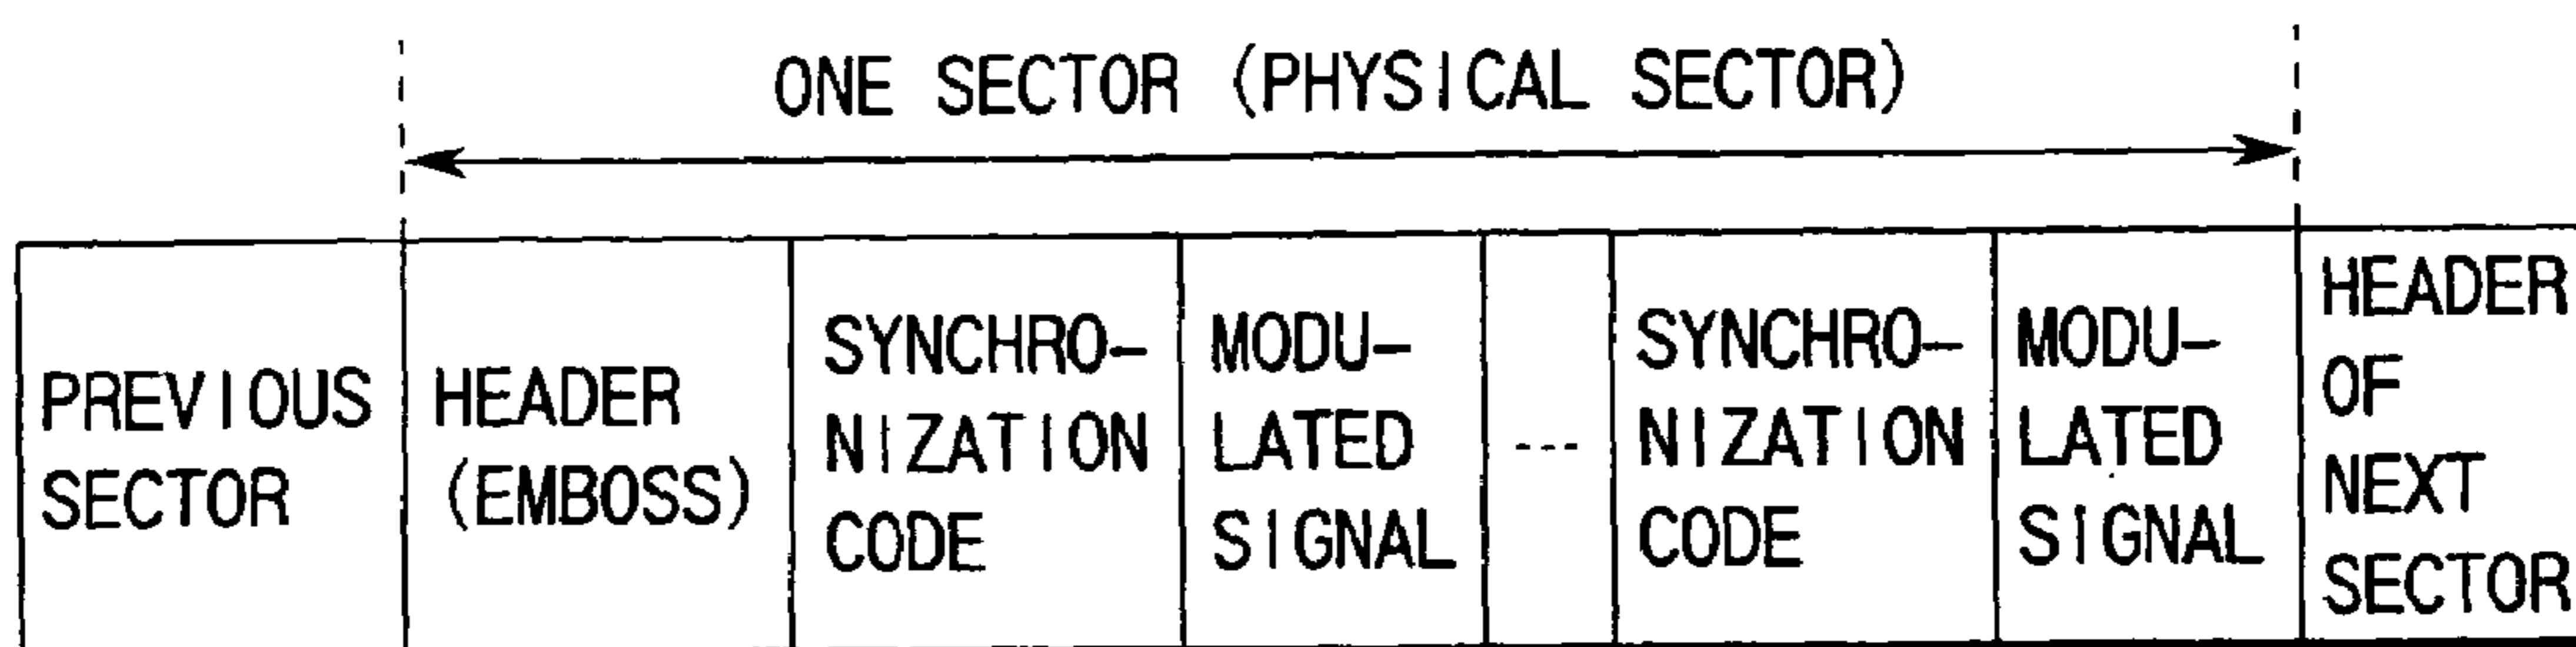 ONE SECTOR (PHYSICAL SECTOR)
PREVIOUS
SECTOR
HEADER
(EMBOSS)
SYNCHRO-
NIZATION
CODE
MODU-
LATED
SIGNAL
---
SYNCHRO-
NIZATION
CODE
MODU-
LATED
SIGNAL
HEADER
OF
NEXT
SECTOR